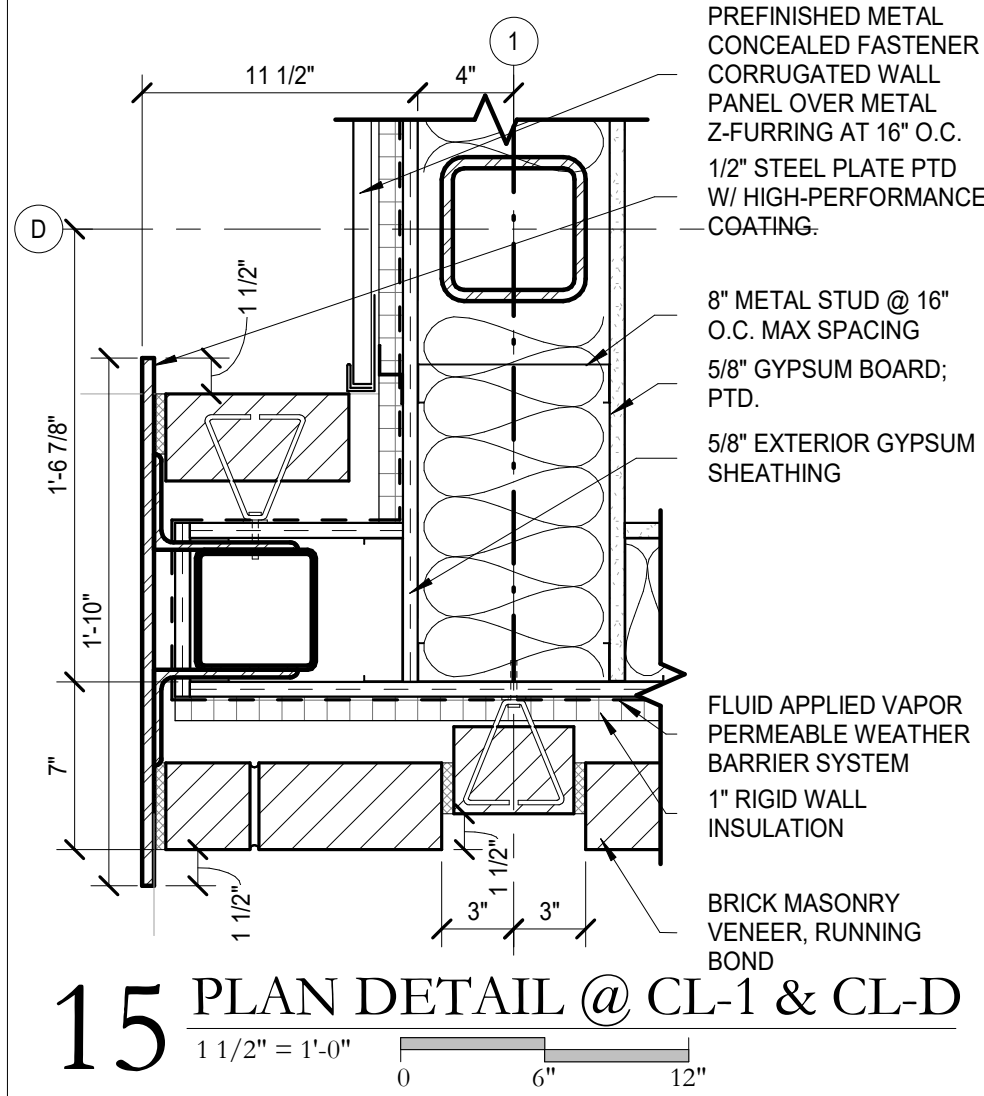 1
11 1/2"
4"
PREFINISHED METAL
CONCEALED FASTENER
CORRUGATED WALL
PANEL OVER METAL
Z-FURRING AT 16" O.C.
1/2" STEEL PLATE PTD
W/ HIGH-PERFORMANCE
COATING.
D
1 1/2"
8" METAL STUD @ 16"
O.C. MAX SPACING
5/8" GYPSUM BOARD;
PTD.
5/8" EXTERIOR GYPSUM
SHEATHING
1'-6 7/8"
1'-10"
7"
FLUID APPLIED VAPOR
PERMEABLE WEATHER
BARRIER SYSTEM
1" RIGID WALL
INSULATION
1 1/2"
1 1/2"
3"
3"
BRICK MASONRY
VENEER, RUNNING
BOND
15
PLAN DETAIL @ CL-1 & CL-D
1 1/2" = 1'-0"
0
6"
12"